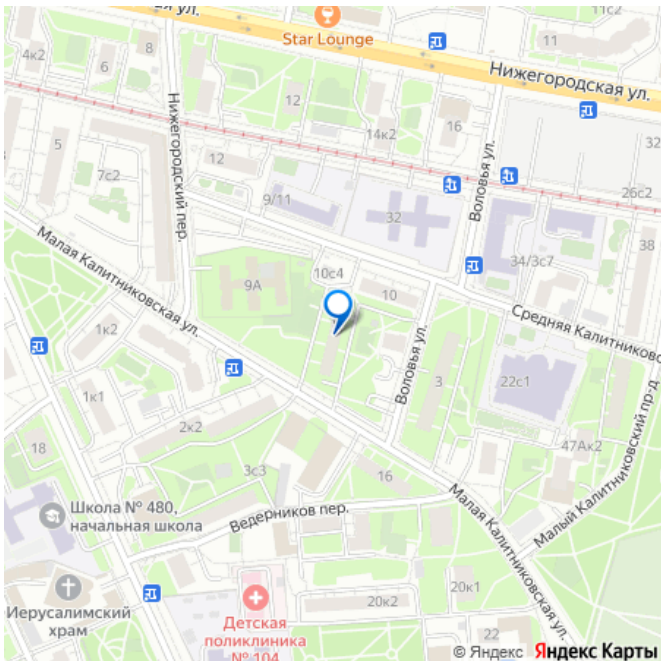 ая ул.
Star Lounge
11с2
11
Нижегородская ул.
4к2
8
6
12
14к2
16
32
5
Нижегородский пер.
12
7с2
9/11
32
Воловья ул.
26с2
38
34/3с7
Малая Калитниковская ул.
9А
10с4
10
Средняя Калитниково
1к2
Воловья ул.
3
22с1
1к1
2к2
47Ак2
Малый Калитниковский пр-д
18
3с3
16
Школа № 480,
начальная школа
Ведерников пер.
Малая Калитниковская ул.
Иерусалимский
храм
Детская
поликлиника
№ 104
20к2
20к1
22
© Яндекс Яндекс Карты